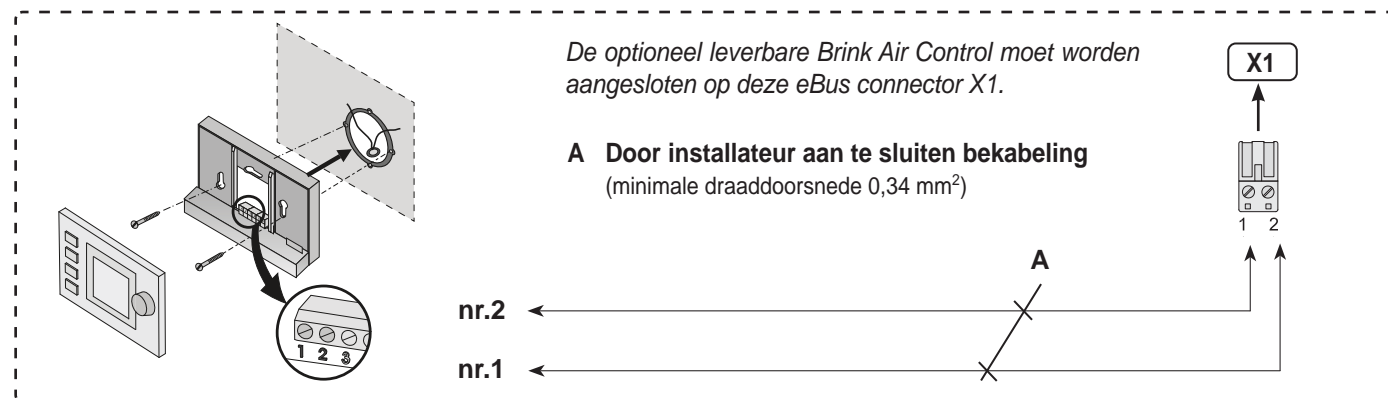 De optioneel leverbare Brink Air Control moet worden
aangesloten op deze eBus connector X1.
X1
A Door installateur aan te sluiten bekabeling
(minimale draaddoorsnede 0,34 mm²)
1 2
A
nr.2
1 2 3
nr.1